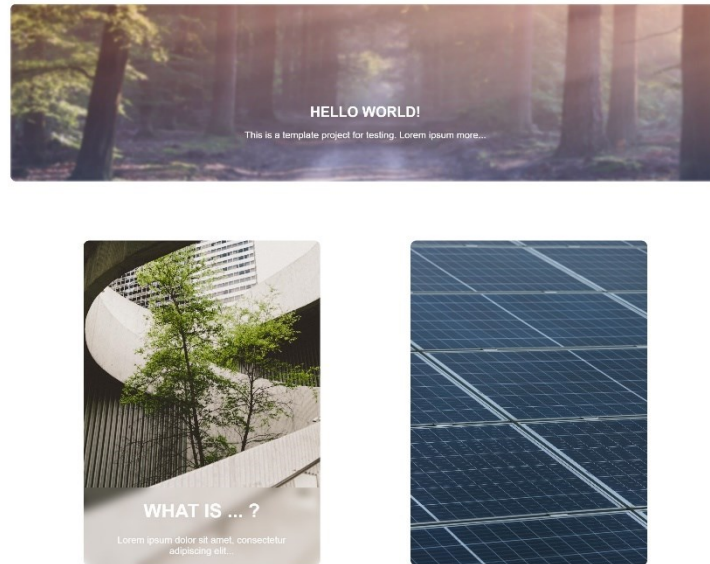 HELLO WORLD!
This is a template project for testing. Lorem ipsum more...
WHAT IS ... ?
Lorem ipsum dolor sit amet, consectetur
adipiscing elit...